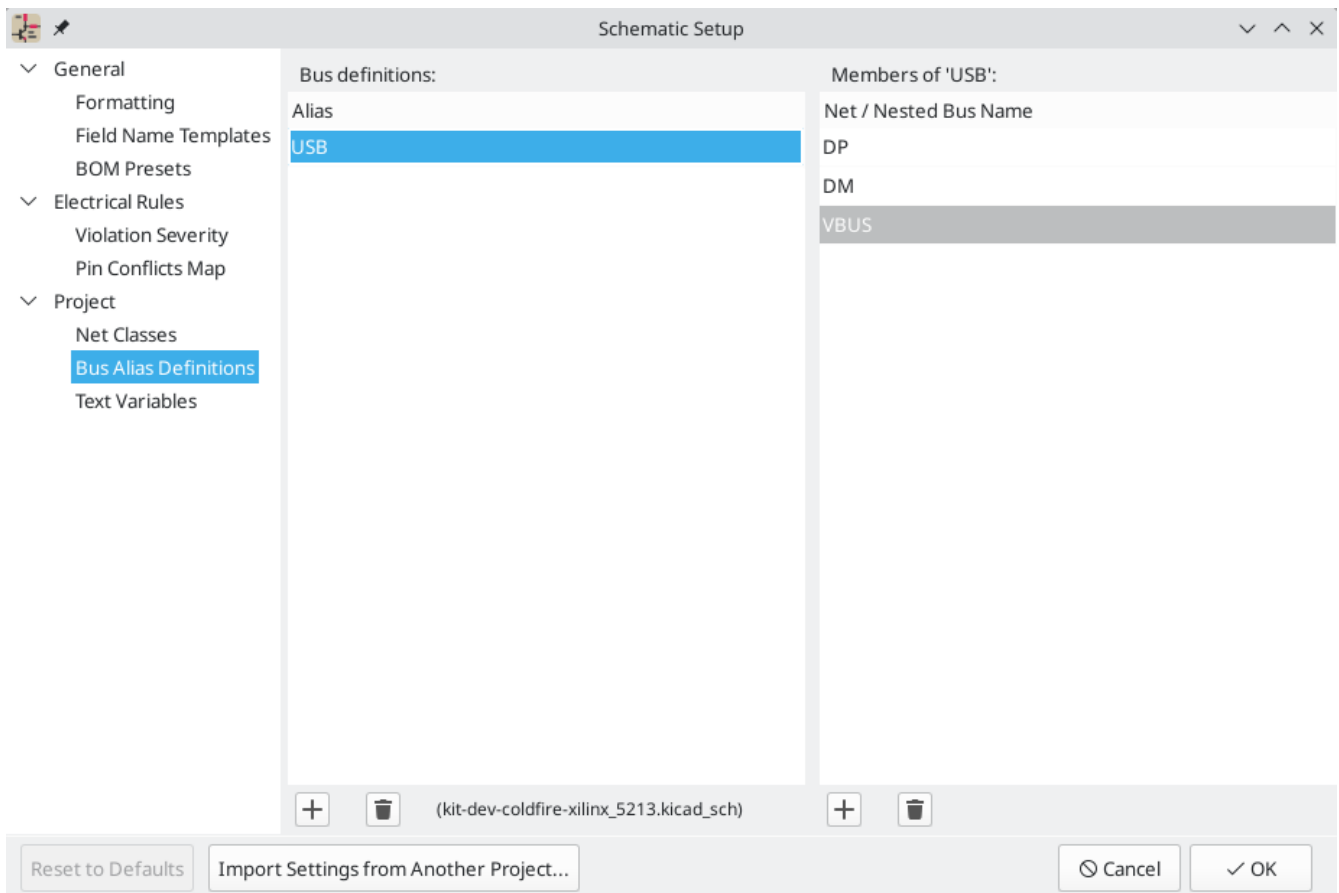 Schematic Setup
General
Formatting
Field Name Templates
BOM Presets
Electrical Rules
Violation Severity
Pin Conflicts Map
Project
Net Classes
Bus Alias Definitions
Text Variables
Bus definitions:
Alias
USB
(kit-dev-coldfire-xilinx_5213.kicad_sch)
Members of 'USB':
Net / Nested Bus Name
DP
DM
VBUS
Reset to Defaults
Import Settings from Another Project...
Cancel
OK